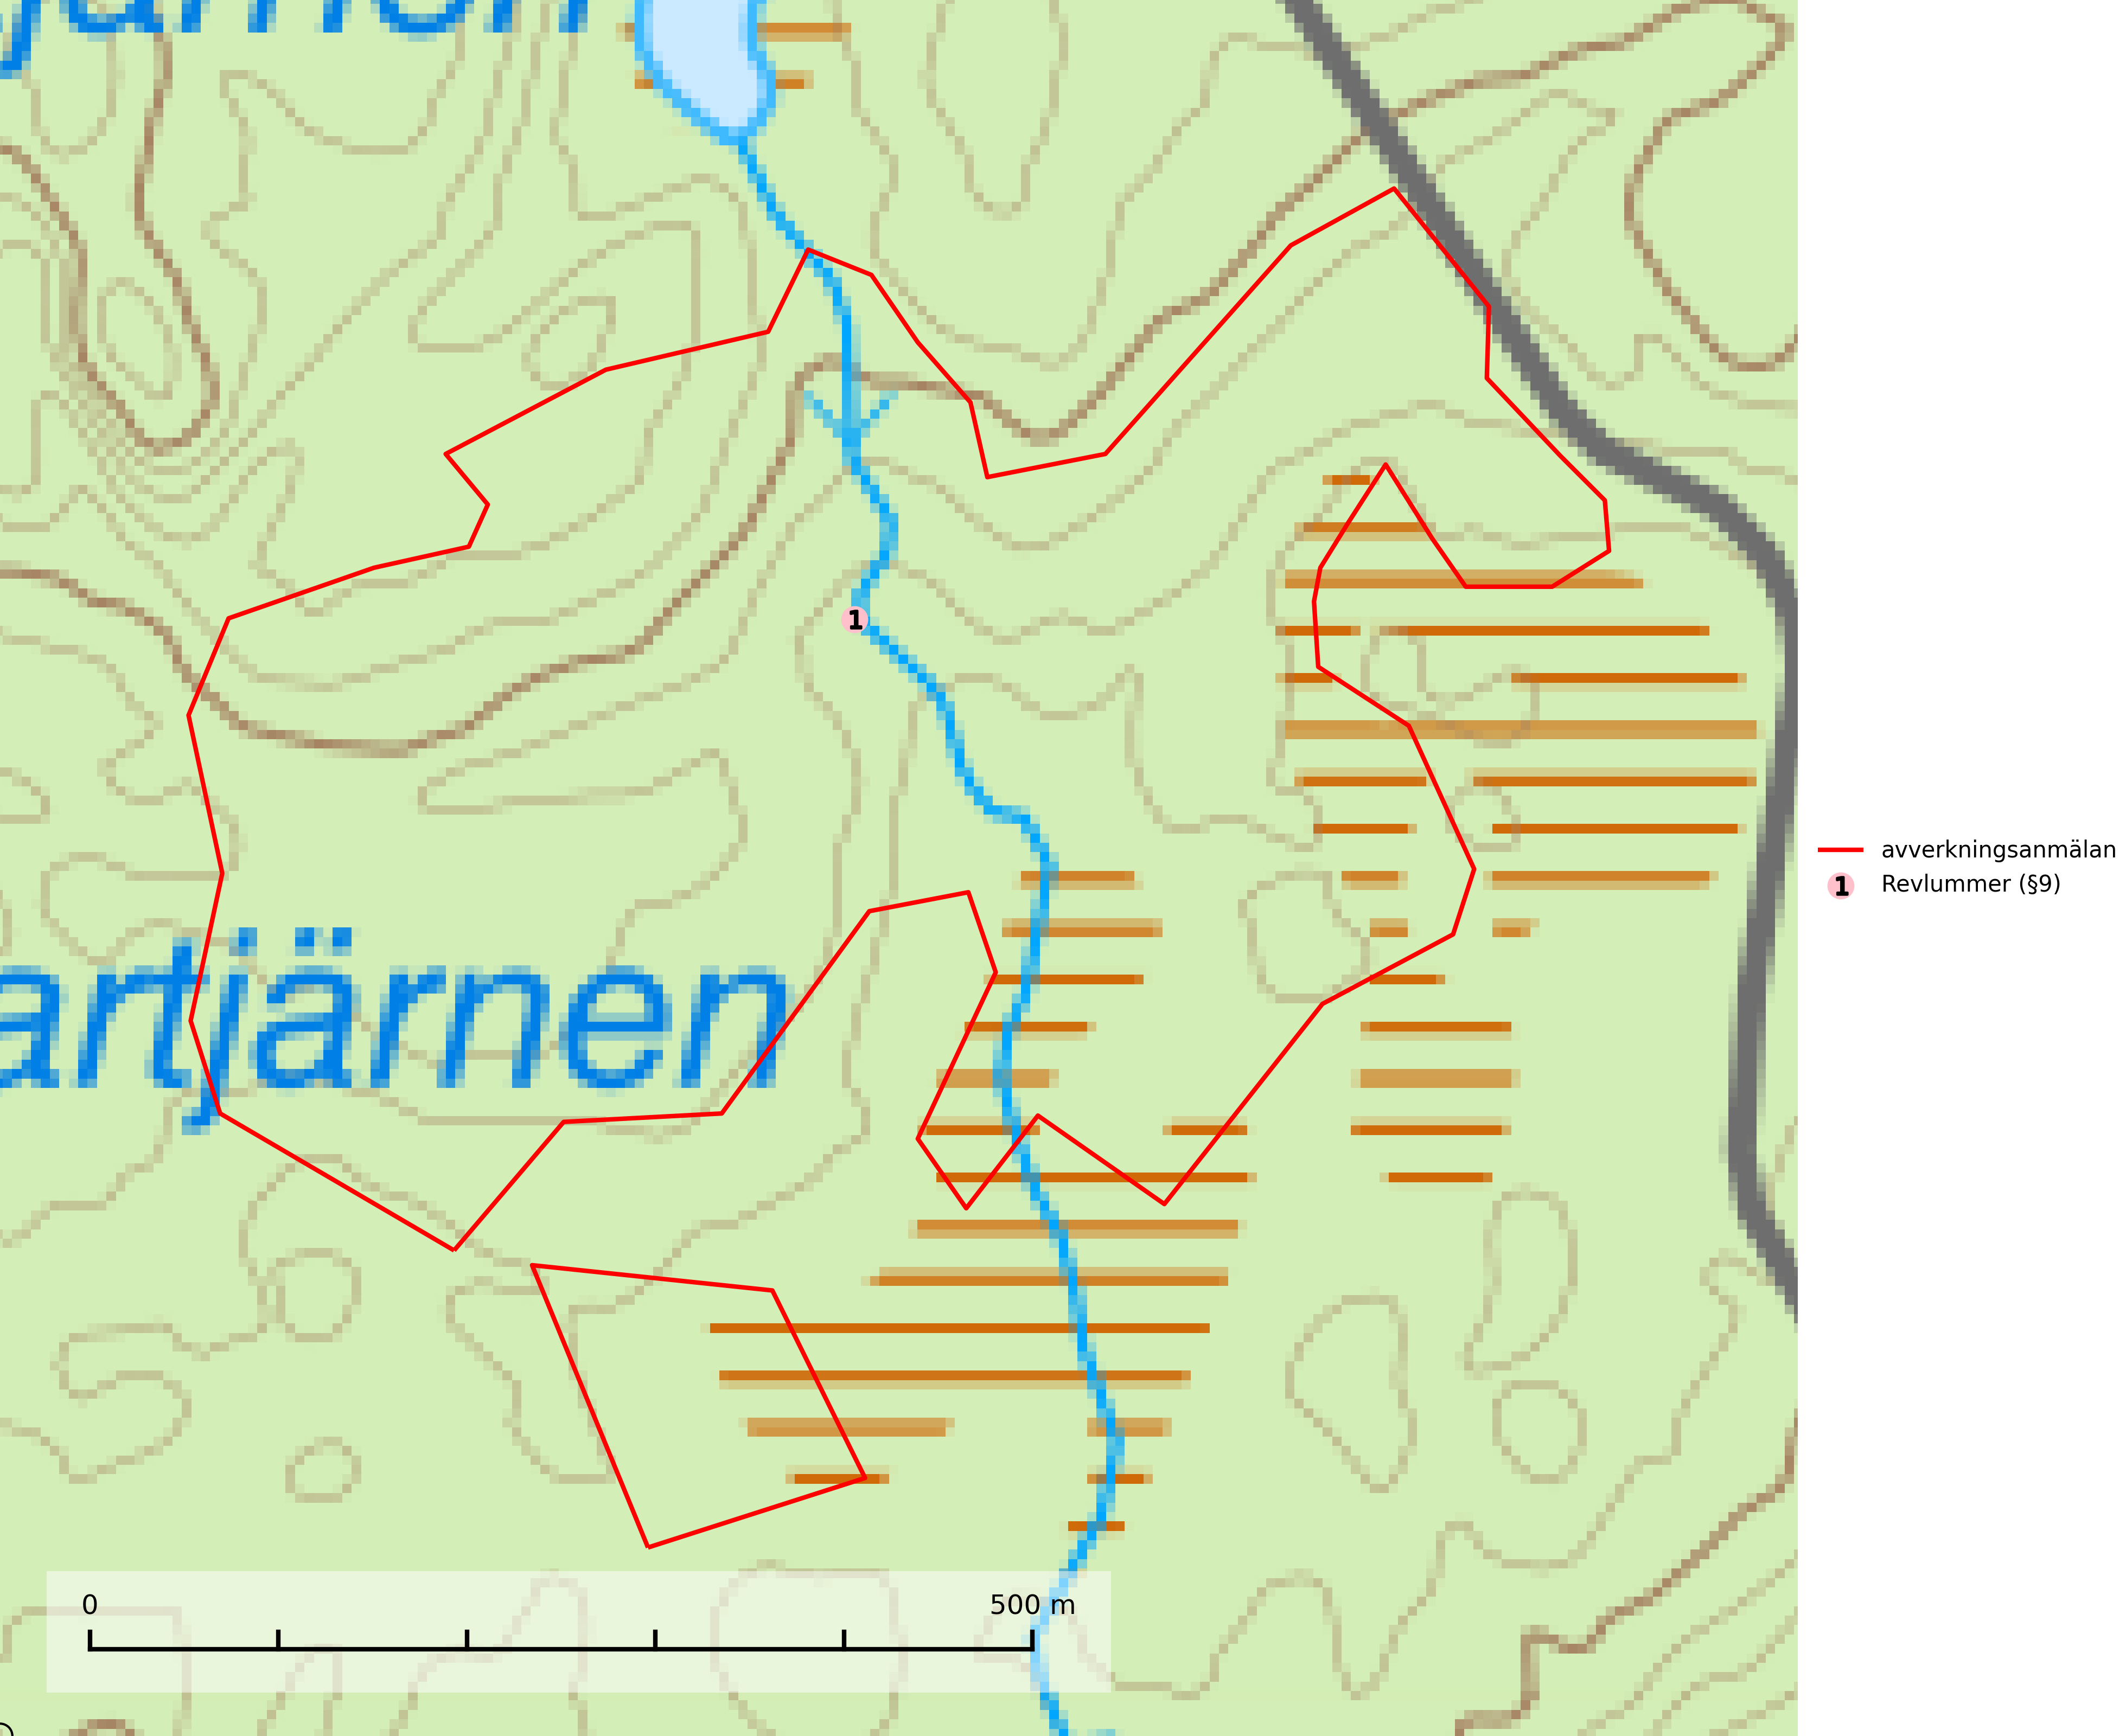 artjärnen
1
avverkningsanmälan
1 Revlummer (§9)
0 500 m